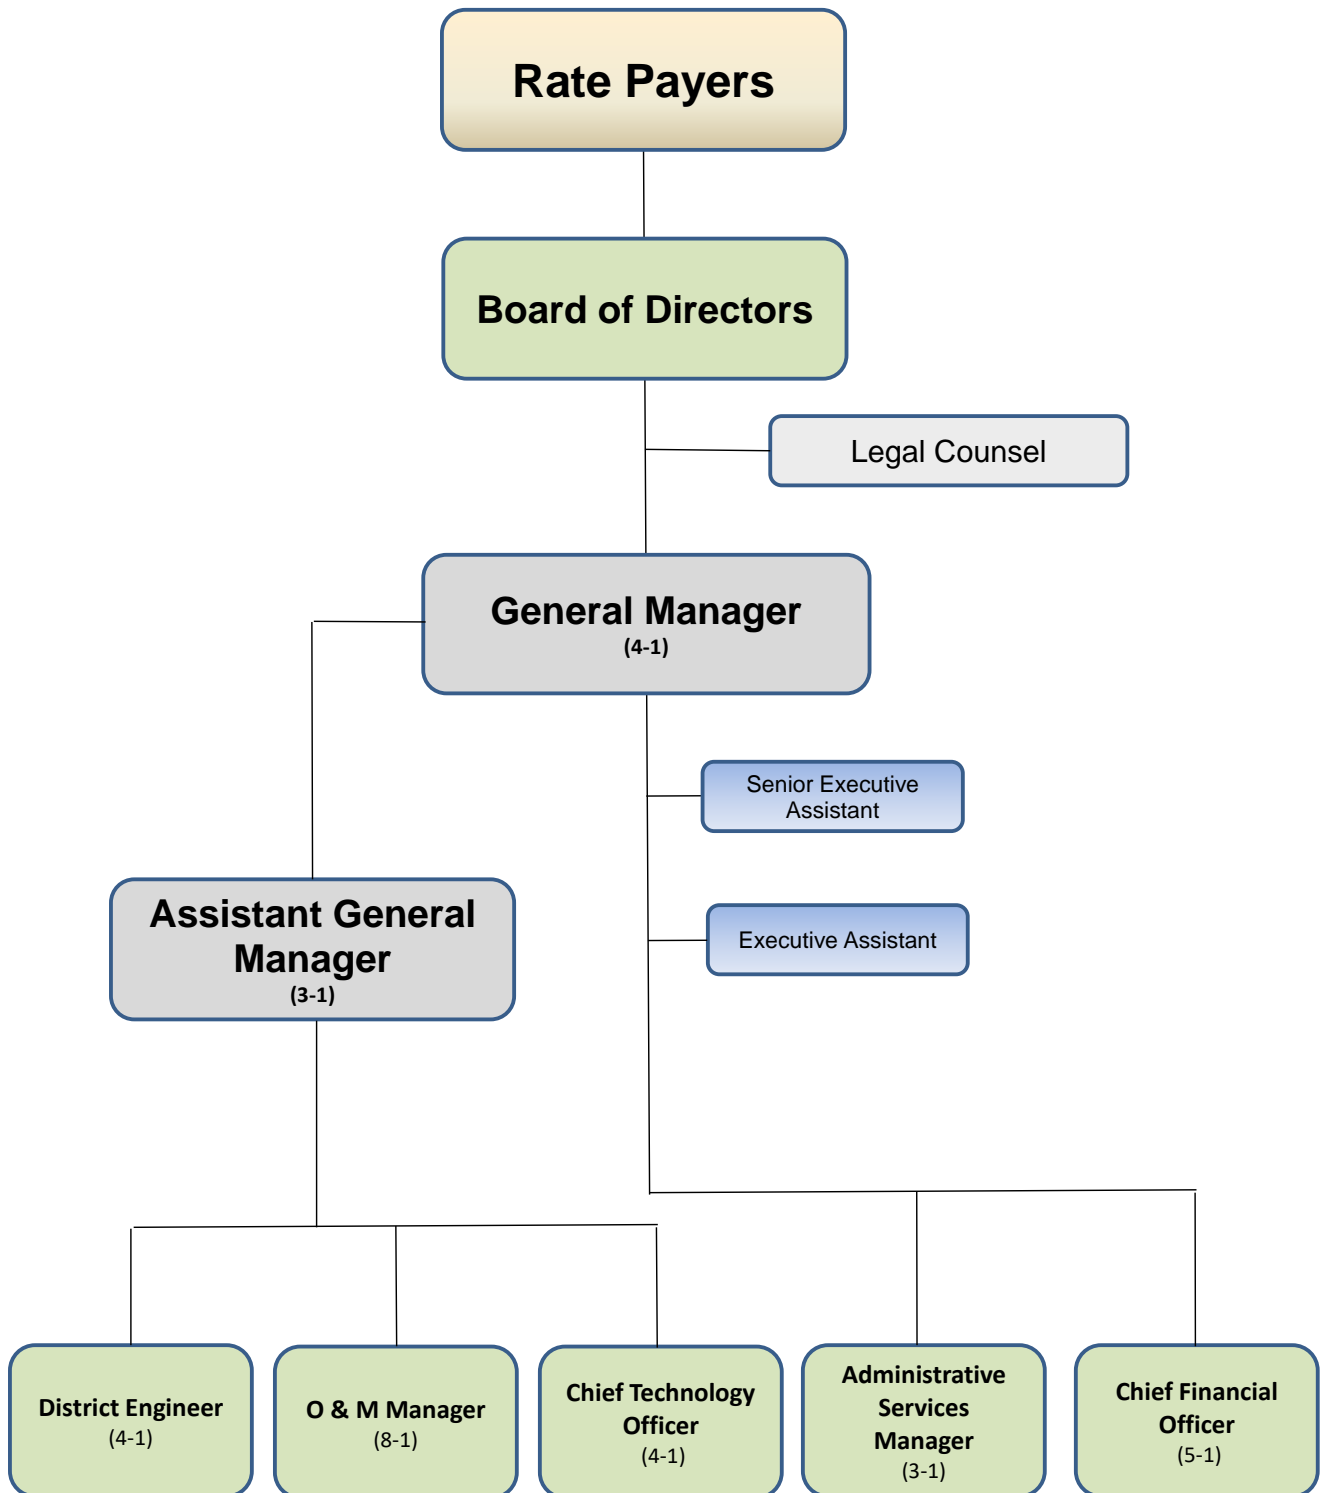 Rate Payers
Board of Directors
Legal Counsel
General Manager
(4-1)
Senior Executive
Assistant
Assistant General
Manager
(3-1)
Executive Assistant
District Engineer
(4-1)
O & M Manager
(8-1)
Chief Technology
Officer
(4-1)
Administrative
Services
Manager
(3-1)
Chief Financial
Officer
(5-1)